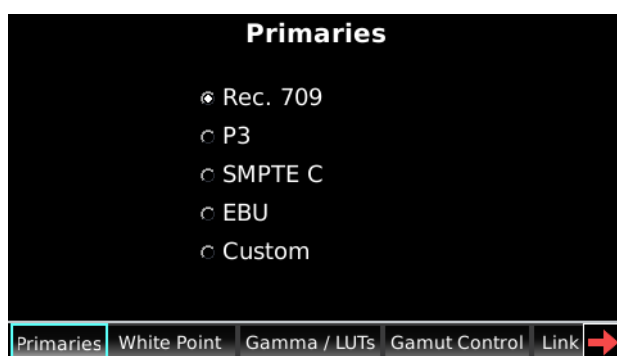 Primaries
Rec. 709
P3
SMPTE C
EBU
Custom
Primaries White Point Gamma / LUTs Gamut Control Link